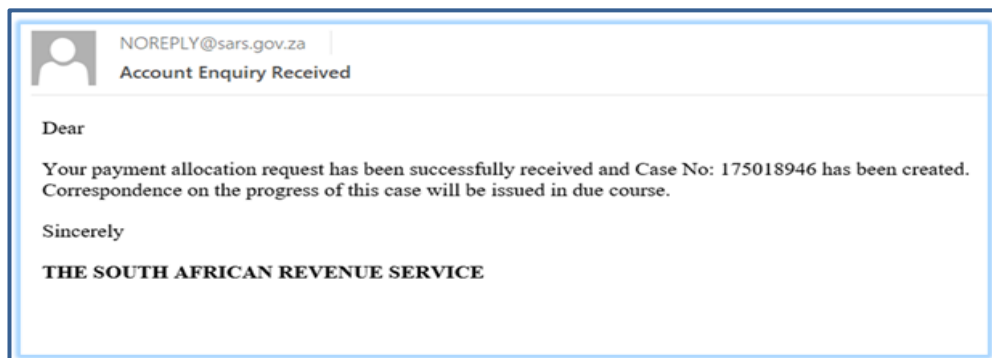 NOREPLY@sars.gov.za
Account Enquiry Received
Dear
Your payment allocation request has been successfully received and Case No: 175018946 has been created.
Correspondence on the progress of this case will be issued in due course.
Sincerely
THE SOUTH AFRICAN REVENUE SERVICE